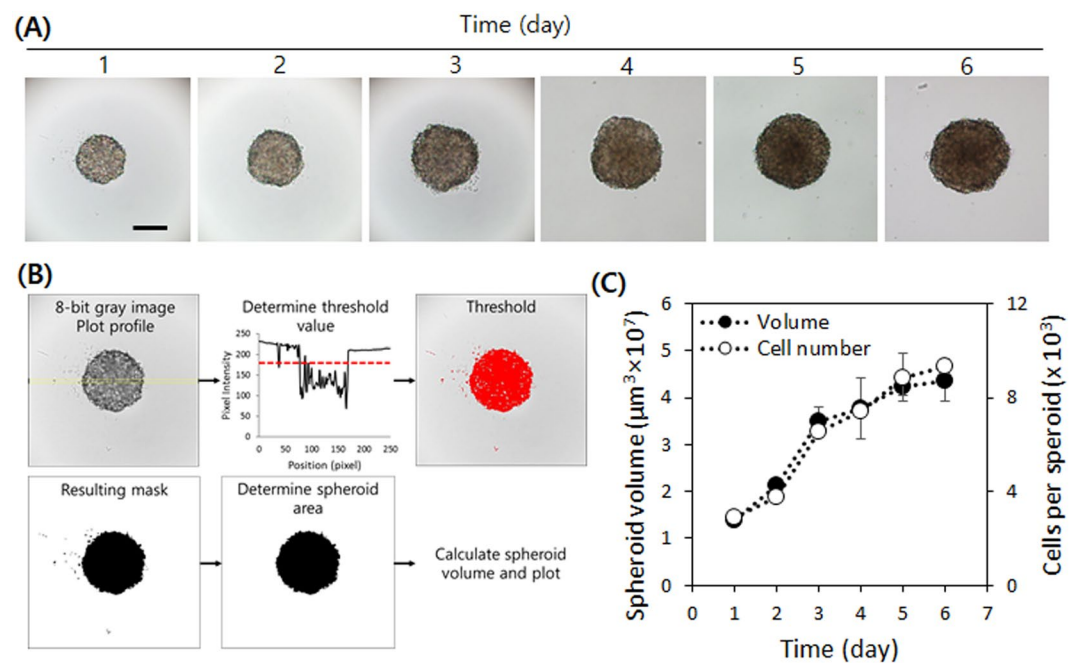 (A)
Time (day)
1 2 3 4 5 6
(B)
8-bit gray image
Plot profile
Determine threshold
value
250
200
150
100
50
0
Pixel Intensity
0 50 100 150 200 250
Position (pixel)
Threshold
Resulting mask
Determine spheroid
area
Calculate spheroid
volume and plot
(C)
Volume
Cell number
6
5
4
3
2
1
0
Spheroid volume (µm³×10⁷)
12
8
4
0
Cells per speroid (x 10³)
0 1 2 3 4 5 6 7
Time (day)